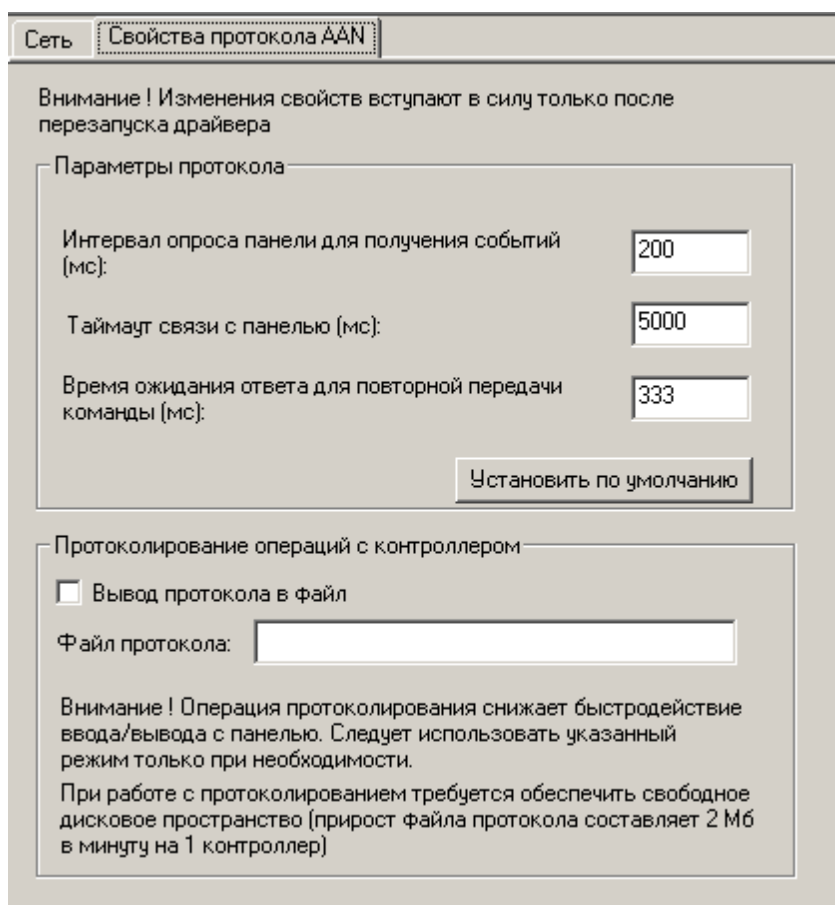 Сеть
Свойства протокола AAN
Внимание ! Изменения свойств вступают в силу только после
перезапуска драйвера
Параметры протокола
Интервал опроса панели для получения событий
(мс):
200
Таймаут связи с панелью (мс):
5000
Время ожидания ответа для повторной передачи
команды (мс):
333
Установить по умолчанию
Протоколирование операций с контроллером
Вывод протокола в файл
Файл протокола:
Внимание ! Операция протоколирования снижает быстродействие
ввода/вывода с панелью. Следует использовать указанный
режим только при необходимости.
При работе с протоколированием требуется обеспечить свободное
дисковое пространство (прирост файла протокола составляет 2 Мб
в минуту на 1 контроллер)